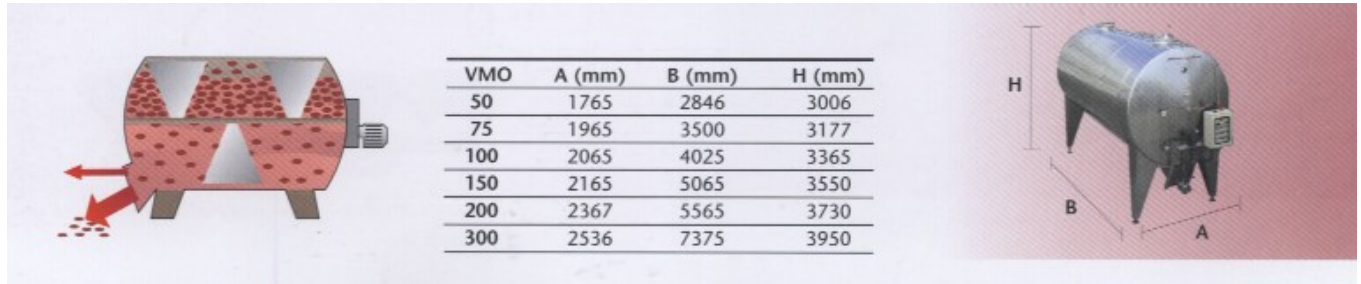 VMO A (mm) B (mm) H (mm)
50 1765 2846 3006
75 1965 3500 3177
100 2065 4025 3365
150 2165 5065 3550
200 2367 5565 3730
300 2536 7375 3950
H
B
A